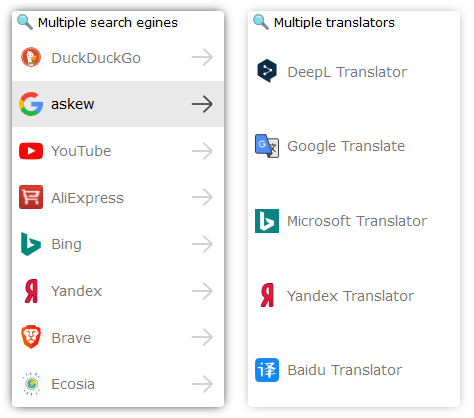 Multiple search egines
DuckDuckGo
askew
YouTube
AliExpress
Bing
Yandex
Brave
Ecosia
Multiple translators
DeepL Translator
Google Translate
Microsoft Translator
Yandex Translator
Baidu Translator